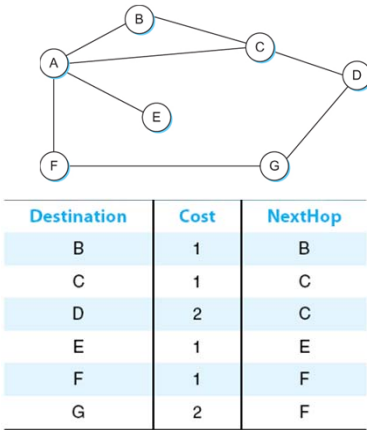 B
C
A
D
E
F
G
Destination Cost NextHop
B 1 B
C 1 C
D 2 C
E 1 E
F 1 F
G 2 F